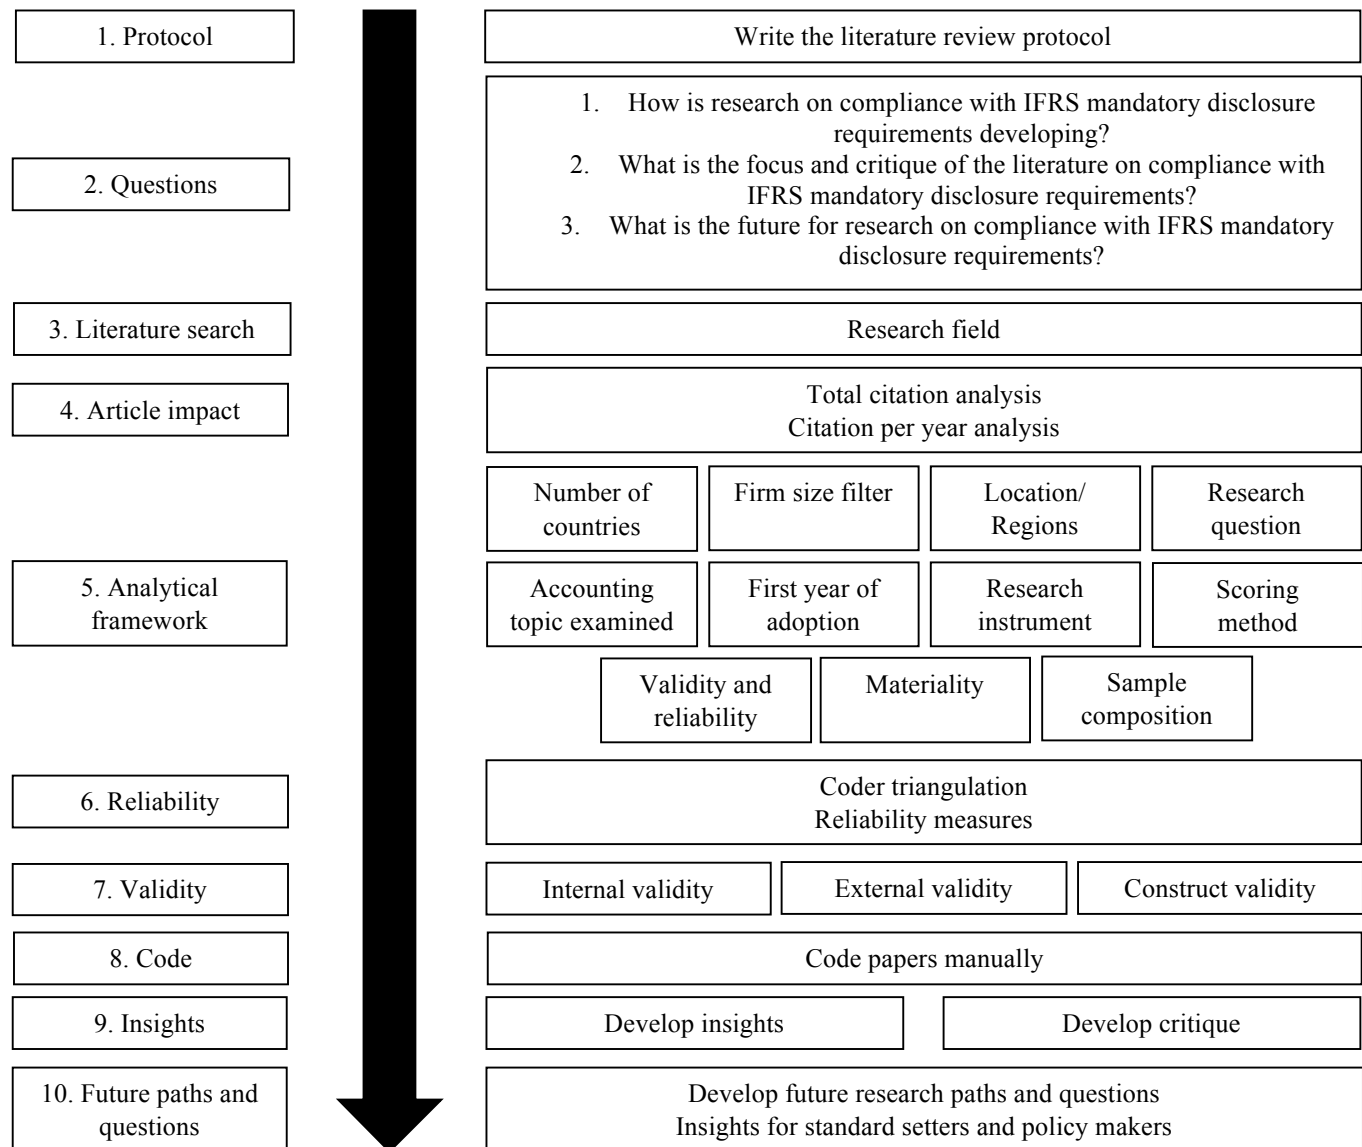 1. Protocol
Write the literature review protocol
2. Questions
1. How is research on compliance with IFRS mandatory disclosure
requirements developing?
2. What is the focus and critique of the literature on compliance with
IFRS mandatory disclosure requirements?
3. What is the future for research on compliance with IFRS mandatory
disclosure requirements?
3. Literature search
Research field
4. Article impact
Total citation analysis
Citation per year analysis
5. Analytical
framework
Number of
countries
Firm size filter
Location/
Regions
Research
question
Accounting
topic examined
First year of
adoption
Research
instrument
Scoring
method
Validity and
reliability
Materiality
Sample
composition
6. Reliability
Coder triangulation
Reliability measures
7. Validity
Internal validity
External validity
Construct validity
8. Code
Code papers manually
9. Insights
Develop insights
Develop critique
10. Future paths and
questions
Develop future research paths and questions
Insights for standard setters and policy makers